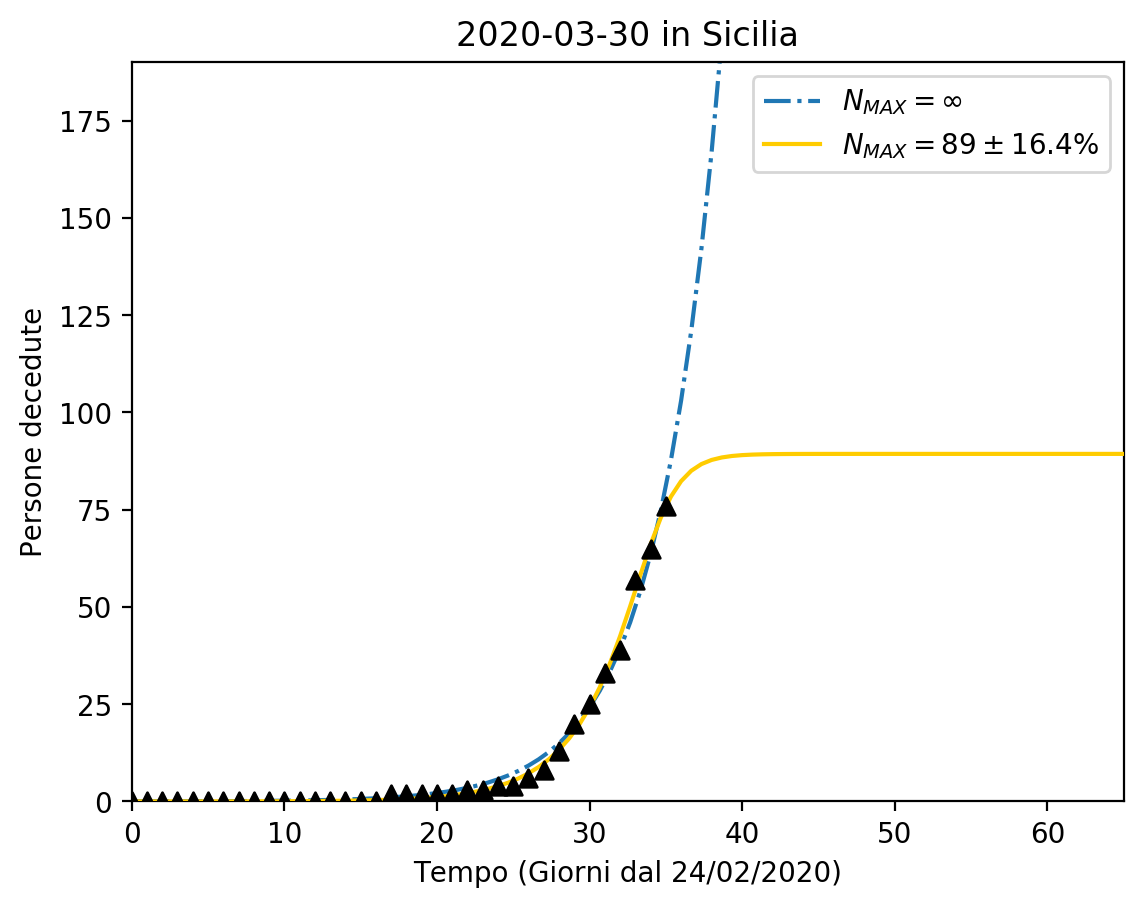 2020-03-30 in Sicilia
N_MAX = ∞
N_MAX = 89 ± 16.4%
175
150
125
100
75
50
25
0
Persone decedute
0 10 20 30 40 50 60
Tempo (Giorni dal 24/02/2020)